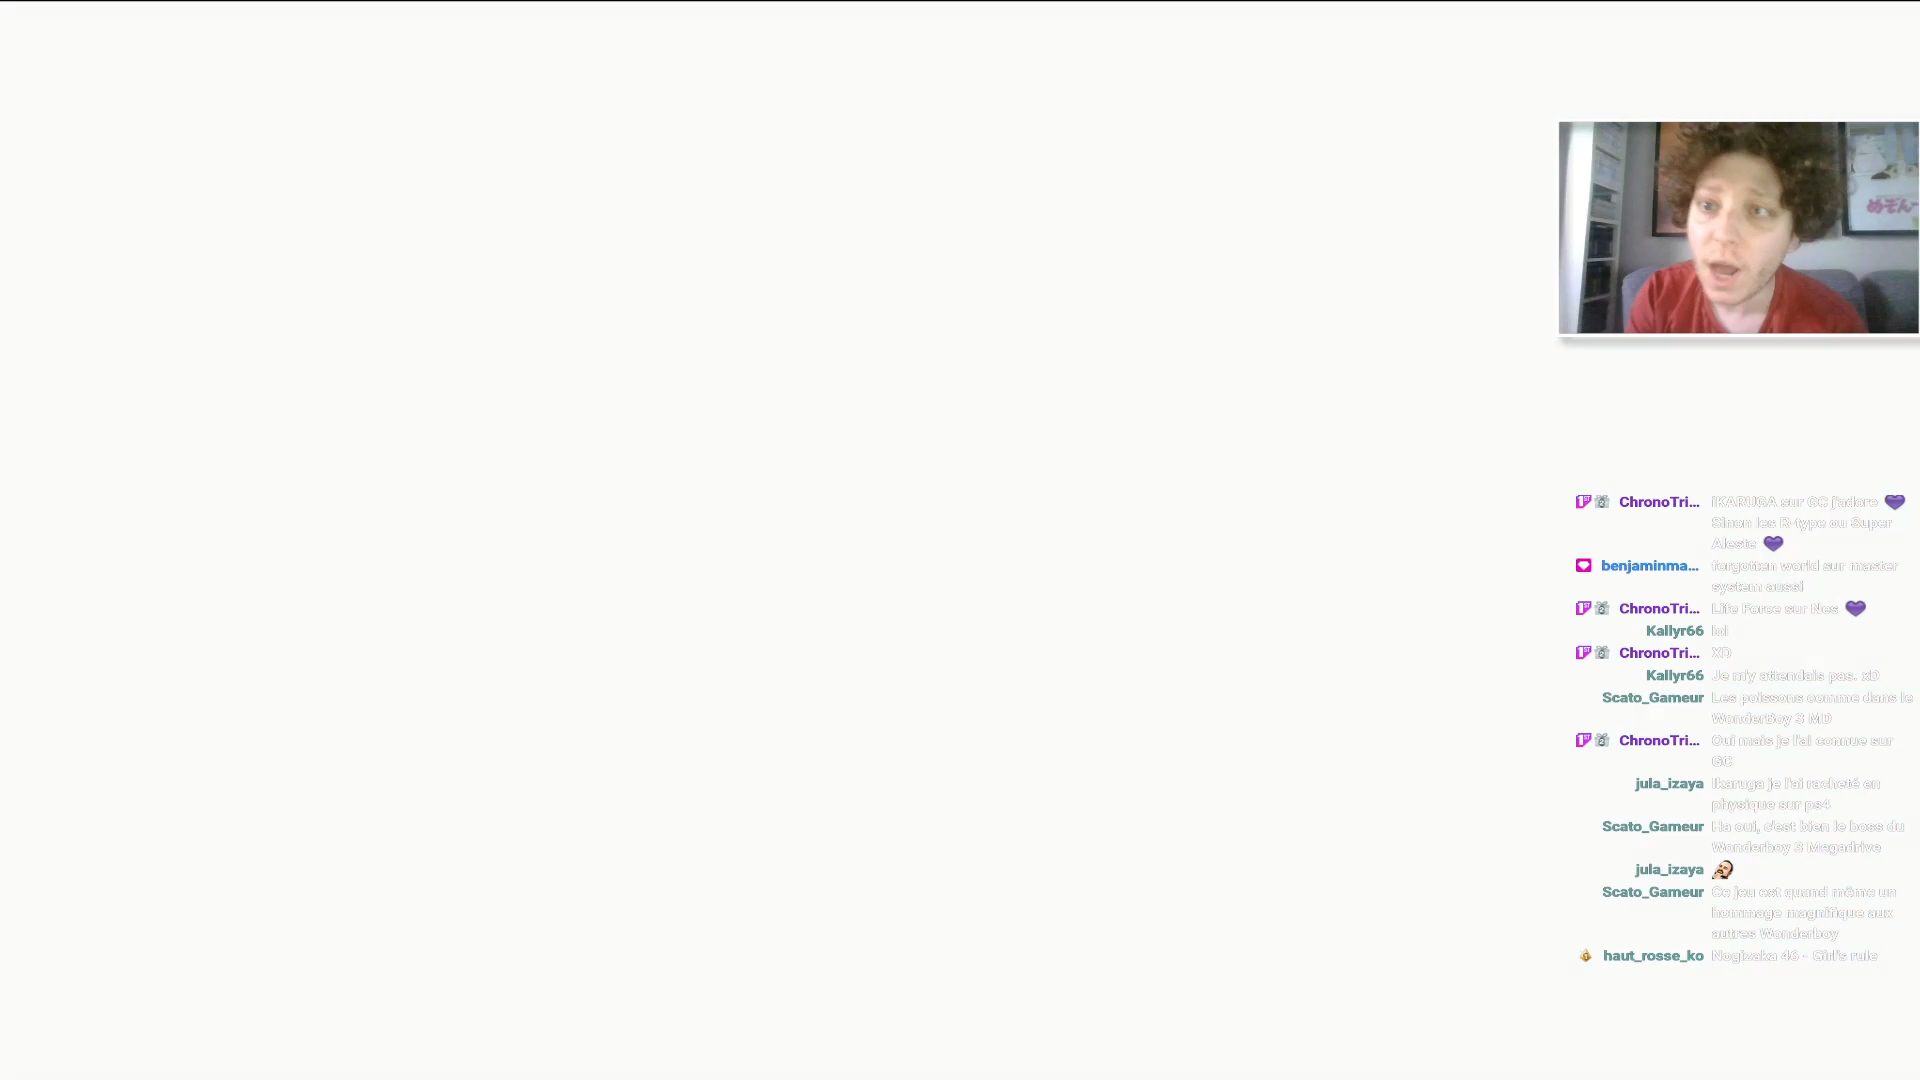 めぞん一
ChronoTri... IKARUGA sur GC j'adore
Sinon les R-type ou Super
Aleste
benjaminma... forgotten world sur master
system aussi
ChronoTri... Life Force sur Nes
Kallyr66 lol
ChronoTri... XD
Kallyr66 Je m'y attendais pas. xD
Scato_Gameur Les poissons comme dans le
WonderBoy 3 MD
ChronoTri... Oui mais je l'ai connue sur
GC
jula_izaya Ikaruga je l'ai racheté en
physique sur ps4
Scato_Gameur Ha oui, c'est bien le boss du
Wonderboy 3 Megadrive
jula_izaya
Scato_Gameur Ce jeu est quand même un
hommage magnifique aux
autres Wonderboy
haut_rosse_ko Nogizaka 46 - Girl's rule